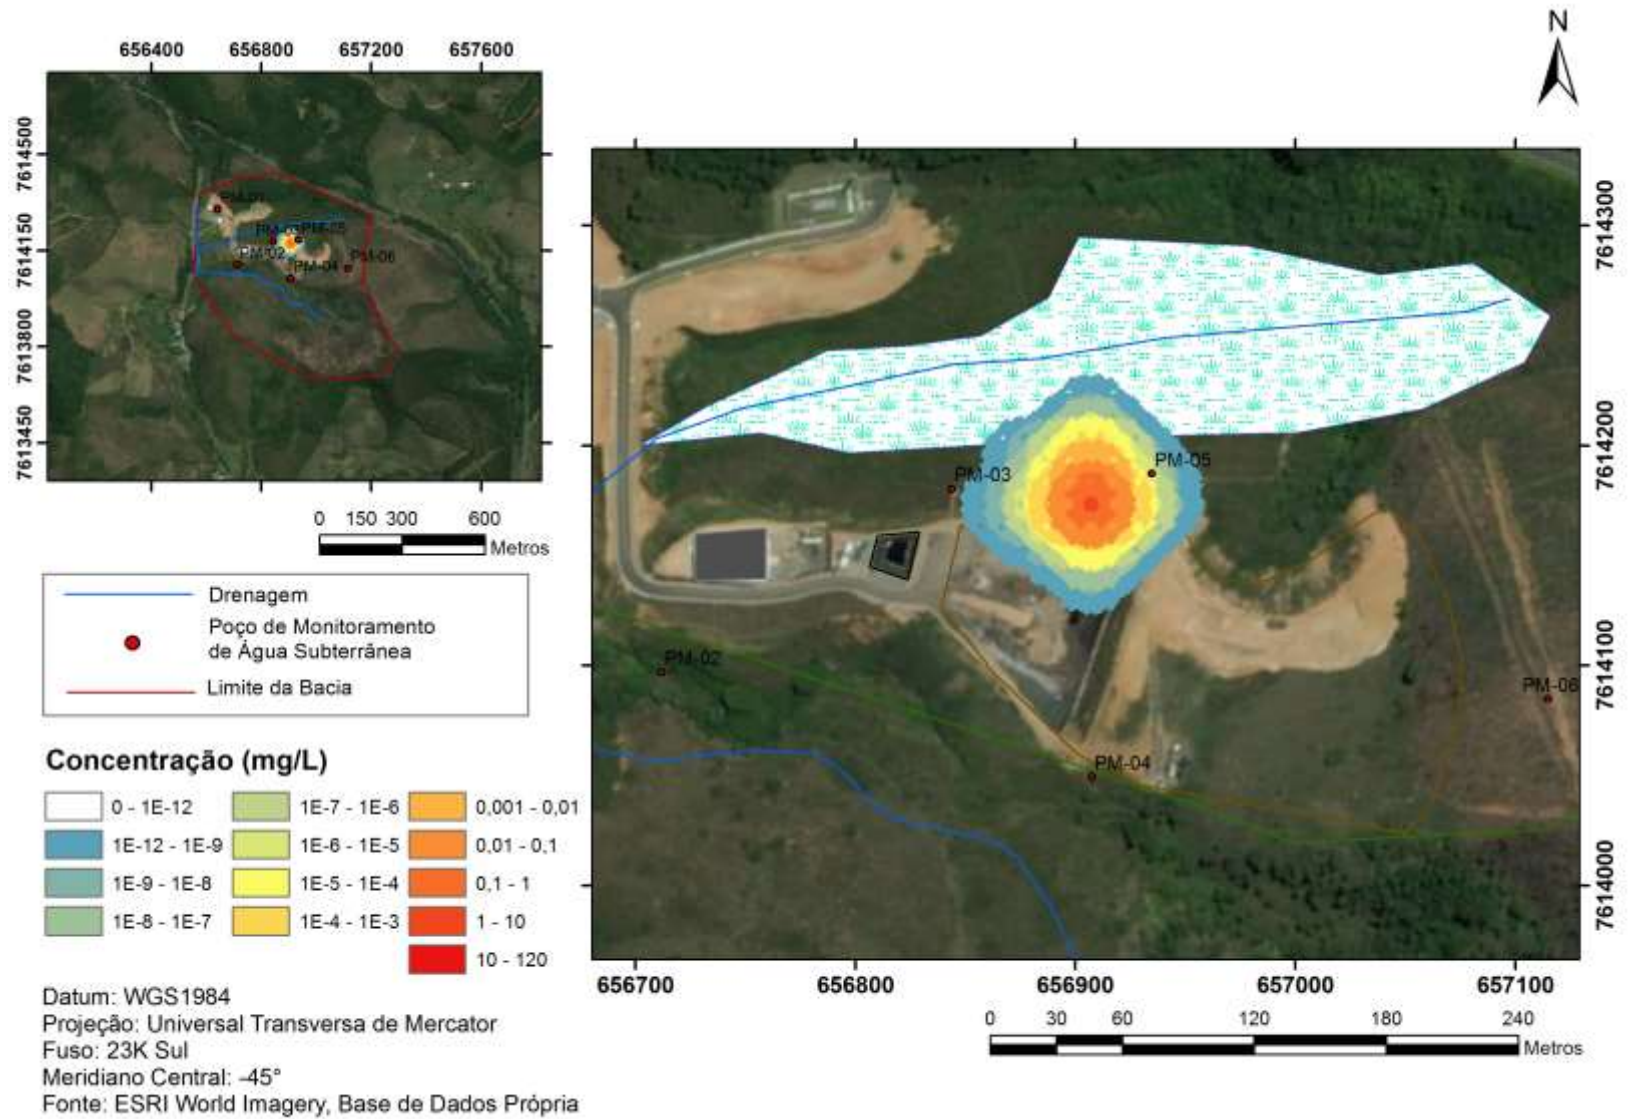 N
656400 656800 657200 657600
7614500
7614150
7613800
7613450
PM-01
PM-03 PM-05
PM-02
PM-04
PM-06
0 150 300 600
Metros
Drenagem
Poço de Monitoramento
de Água Subterrânea
Limite da Bacia
Concentração (mg/L)
0 - 1E-12
1E-12 - 1E-9
1E-9 - 1E-8
1E-8 - 1E-7
1E-7 - 1E-6
1E-6 - 1E-5
1E-5 - 1E-4
1E-4 - 1E-3
0,001 - 0,01
0,01 - 0,1
0,1 - 1
1 - 10
10 - 120
Datum: WGS1984
Projeção: Universal Transversa de Mercator
Fuso: 23K Sul
Meridiano Central: -45°
Fonte: ESRI World Imagery, Base de Dados Própria
PM-03
PM-05
PM-02
PM-06
PM-04
7614300
7614200
7614100
7614000
656700 656800 656900 657000 657100
0 30 60 120 180 240
Metros